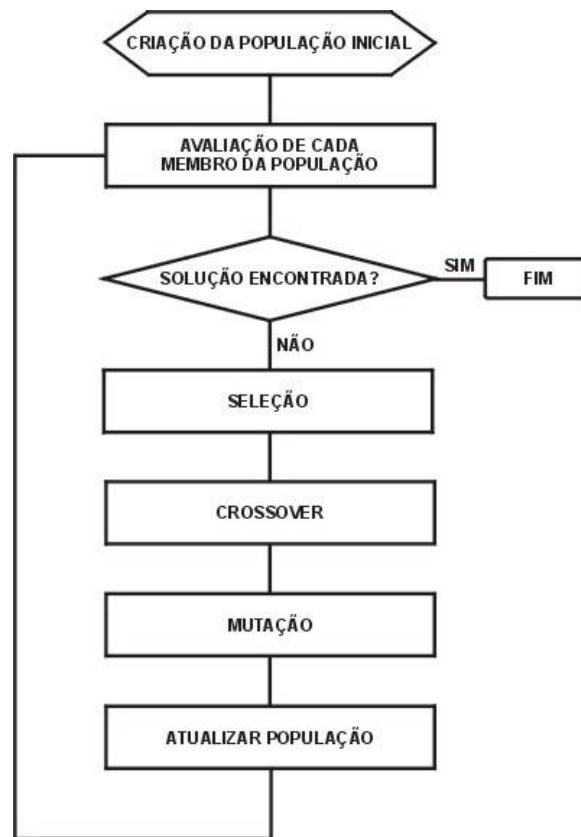 CRIAÇÃO DA POPULAÇÃO INICIAL
AVALIAÇÃO DE CADA
MEMBRO DA POPULAÇÃO
SOLUÇÃO ENCONTRADA?
SIM
FIM
NÃO
SELEÇÃO
CROSSOVER
MUTAÇÃO
ATUALIZAR POPULAÇÃO